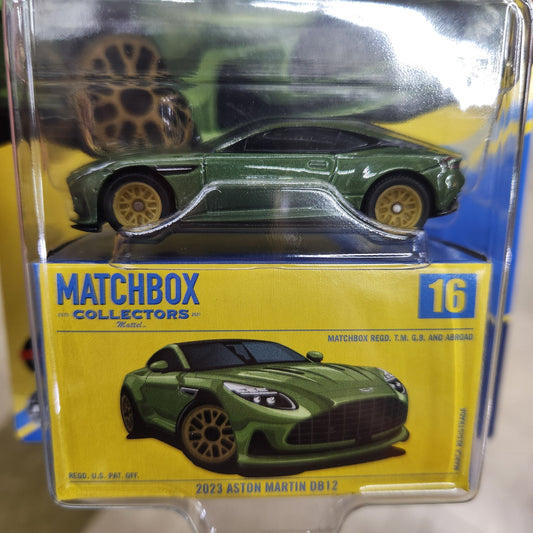 MATCHBOX
16
COLLECTORS
Mattel
MATCHBOX REGD. T.M. G.B. AND ABROAD
MARCA REGISTRADA
REGD. U.S. PAT. OFF.
2023 ASTON MARTIN DB12